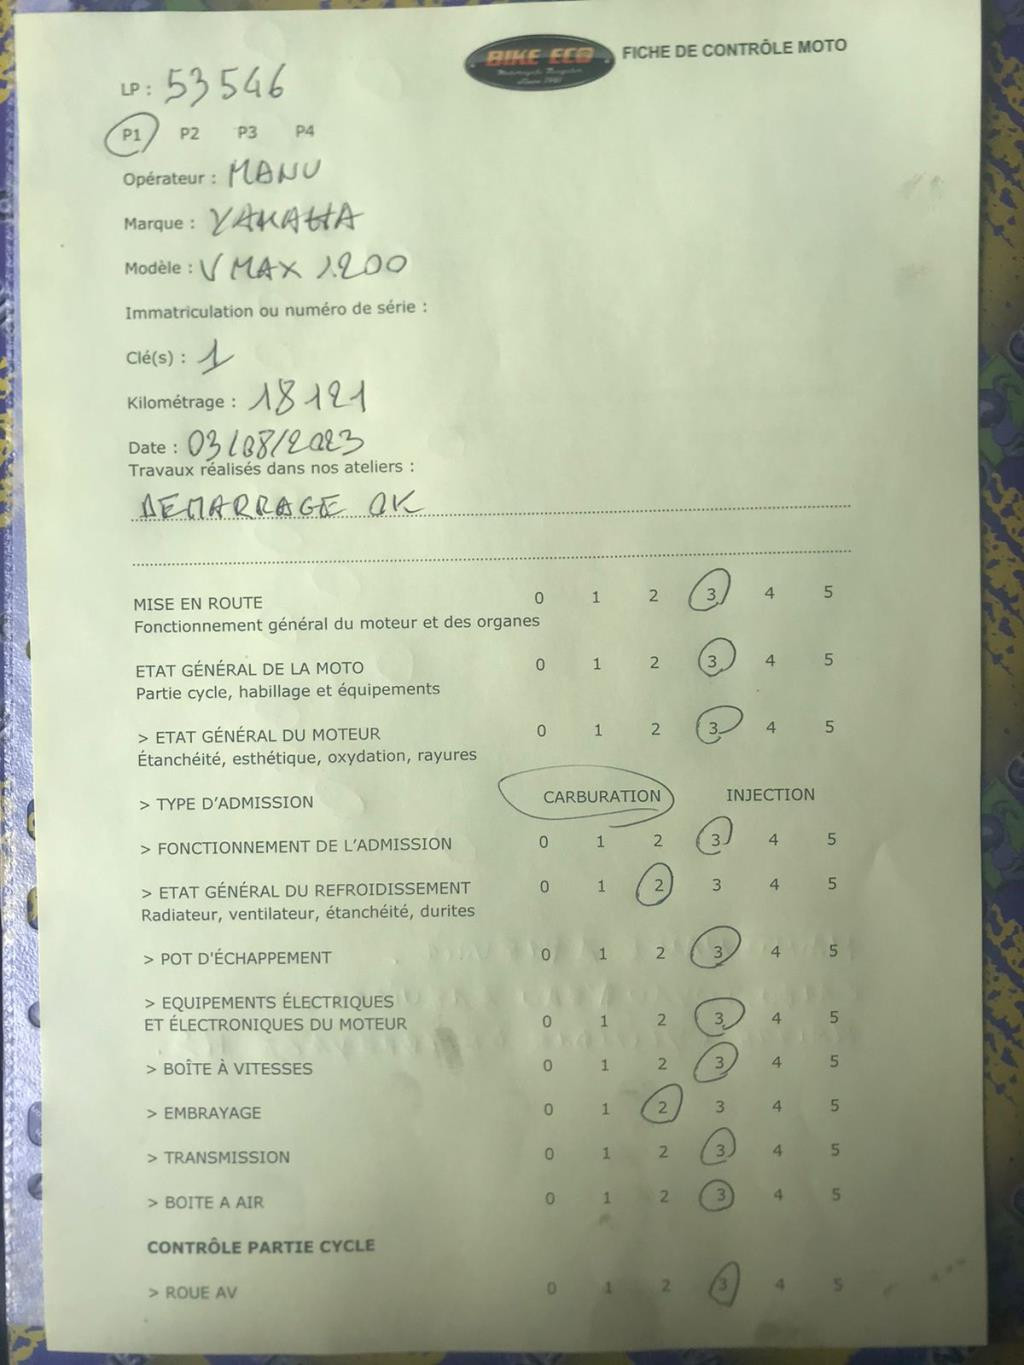 BIKE ECO
FICHE DE CONTRÔLE MOTO
LP : 53546
P1 P2 P3 P4
Opérateur : MANU
Marque : YAMAHA
Modèle : VMAX 1200
Immatriculation ou numéro de série :
Clé(s) : 1
Kilométrage : 18121
Date : 03/08/2023
Travaux réalisés dans nos ateliers :
DEMARRAGE OK
MISE EN ROUTE 0 1 2 3 4 5
Fonctionnement général du moteur et des organes
ETAT GÉNÉRAL DE LA MOTO 0 1 2 3 4 5
Partie cycle, habillage et équipements
> ETAT GÉNÉRAL DU MOTEUR 0 1 2 3 4 5
Étanchéité, esthétique, oxydation, rayures
> TYPE D'ADMISSION CARBURATION INJECTION
> FONCTIONNEMENT DE L'ADMISSION 0 1 2 3 4 5
> ETAT GÉNÉRAL DU REFROIDISSEMENT 0 1 2 3 4 5
Radiateur, ventilateur, étanchéité, durites
> POT D'ÉCHAPPEMENT 0 1 2 3 4 5
> EQUIPEMENTS ÉLECTRIQUES
ET ÉLECTRONIQUES DU MOTEUR 0 1 2 3 4 5
> BOÎTE À VITESSES 0 1 2 3 4 5
> EMBRAYAGE 0 1 2 3 4 5
> TRANSMISSION 0 1 2 3 4 5
> BOITE A AIR 0 1 2 3 4 5
CONTRÔLE PARTIE CYCLE
> ROUE AV 0 1 2 3 4 5